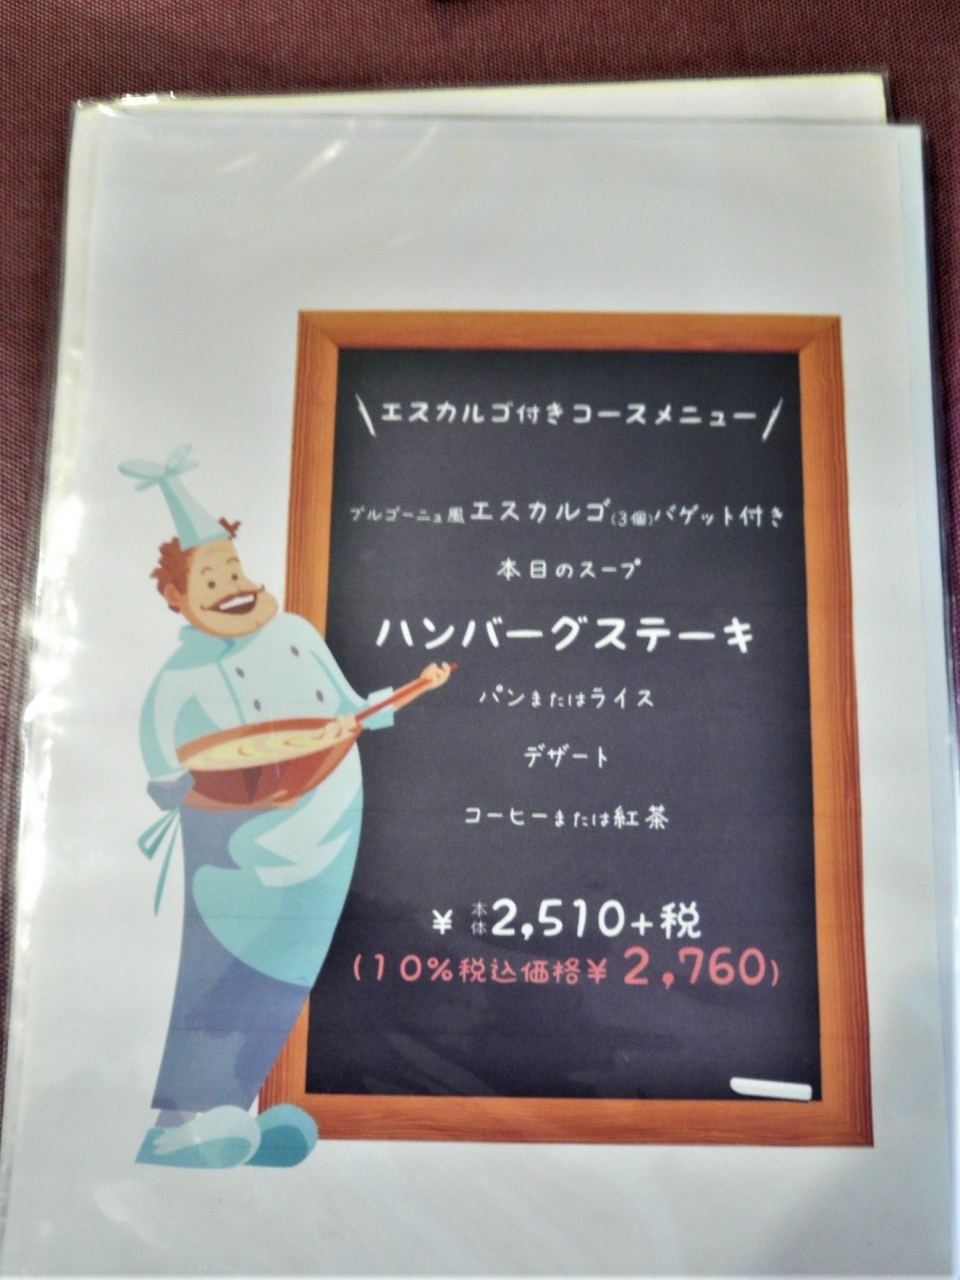 \エスカルゴ付きコースメニュー/
ブルゴーニュ風エスカルゴ(3個)バゲット付き
本日のスープ
ハンバーグステーキ
パンまたはライス
デザート
コーヒーまたは紅茶
¥ 本体2,510+税
(10%税込価格¥ 2,760)